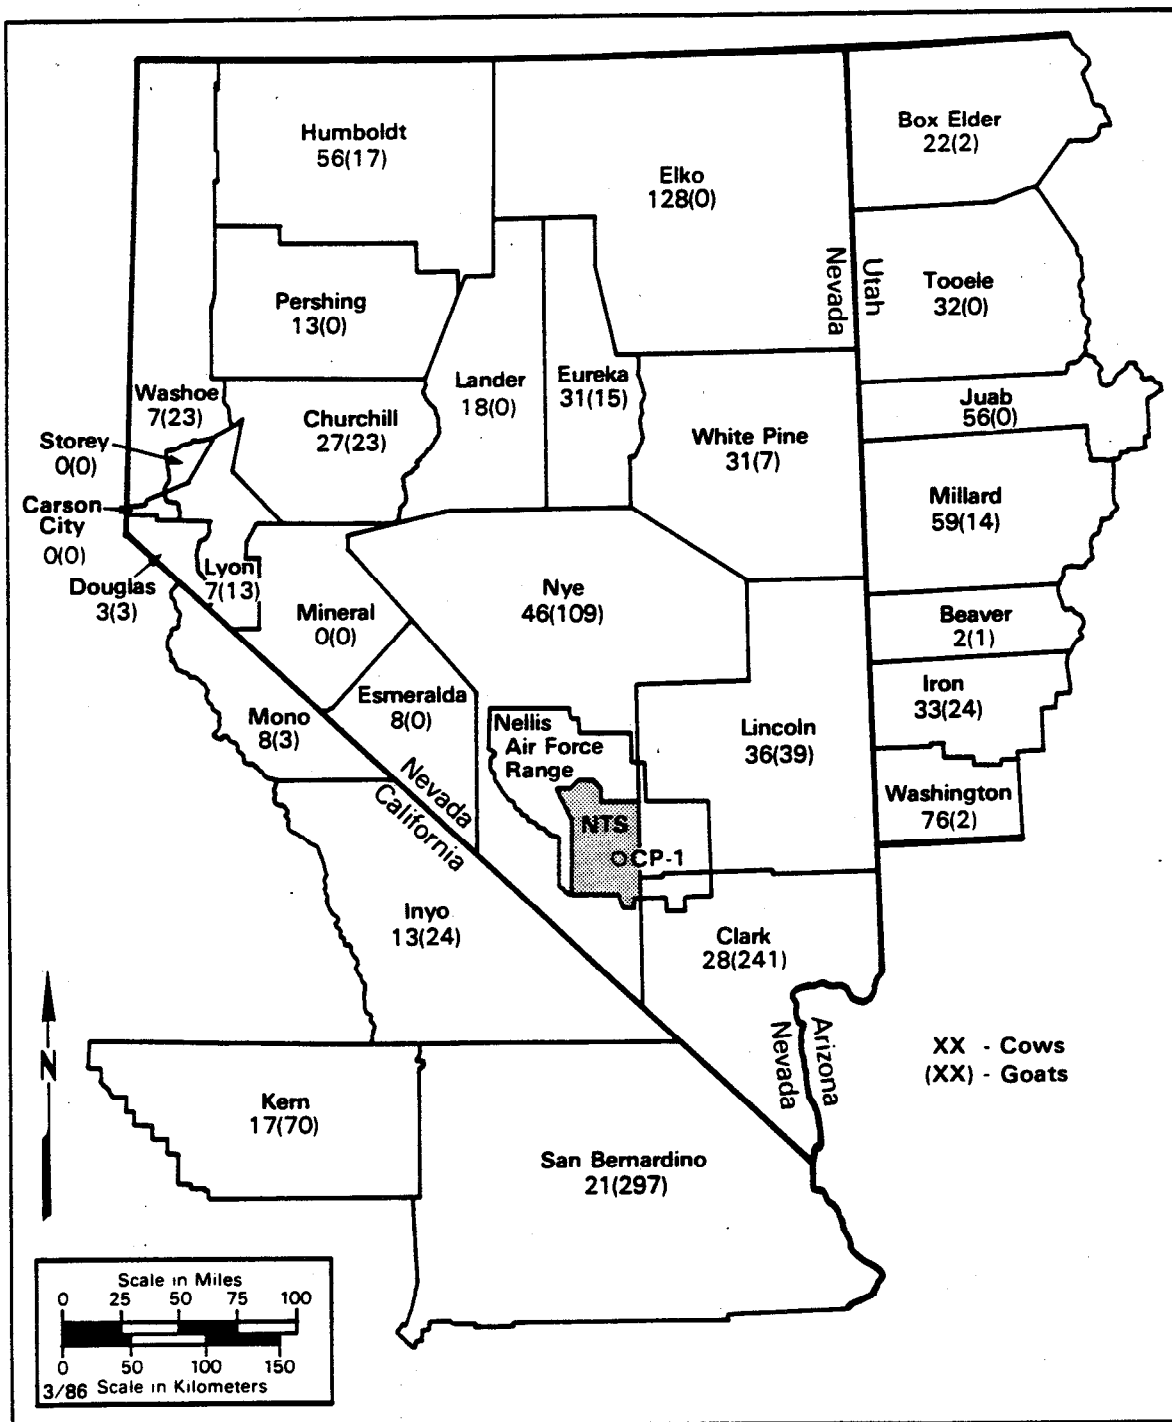 Humboldt
56(17)
Elko
128(0)
Box Elder
22(2)
Nevada
Utah
Tooele
32(0)
Pershing
13(0)
Washoe
7(23)
Lander
18(0)
Eureka
31(15)
Juab
56(0)
Churchill
27(23)
White Pine
31(7)
Storey
0(0)
Millard
59(14)
Carson
City
0(0)
Douglas
3(3)
Lyon
7(13)
Mineral
0(0)
Nye
46(109)
Beaver
2(1)
Esmeralda
8(0)
Iron
33(24)
Mono
8(3)
Nellis
Air Force
Range
Lincoln
36(39)
Nevada
California
Washington
76(2)
NTS
CP-1
Inyo
13(24)
Clark
28(241)
Nevada
Arizona
N
XX - Cows
(XX) - Goats
Kern
17(70)
San Bernardino
21(297)
Scale in Miles
0 25 50 75 100
0 50 100 150
3/86 Scale in Kilometers